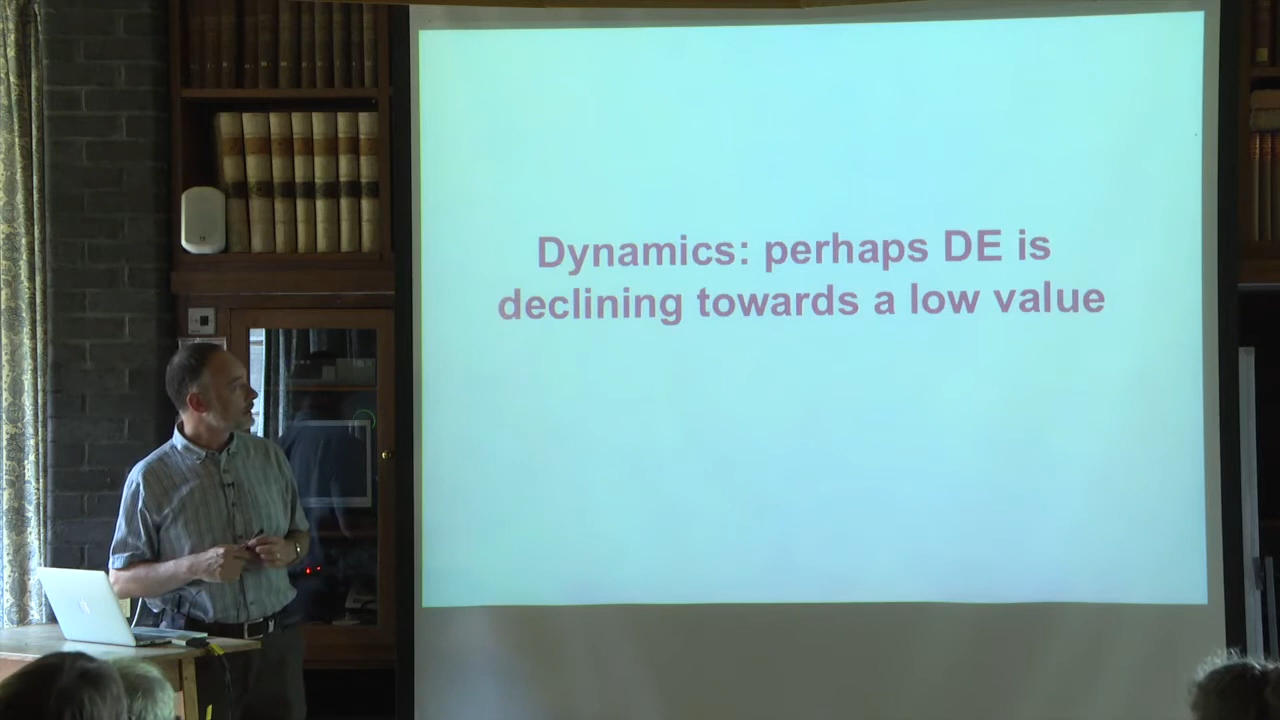 Dynamics: perhaps DE is
declining towards a low value